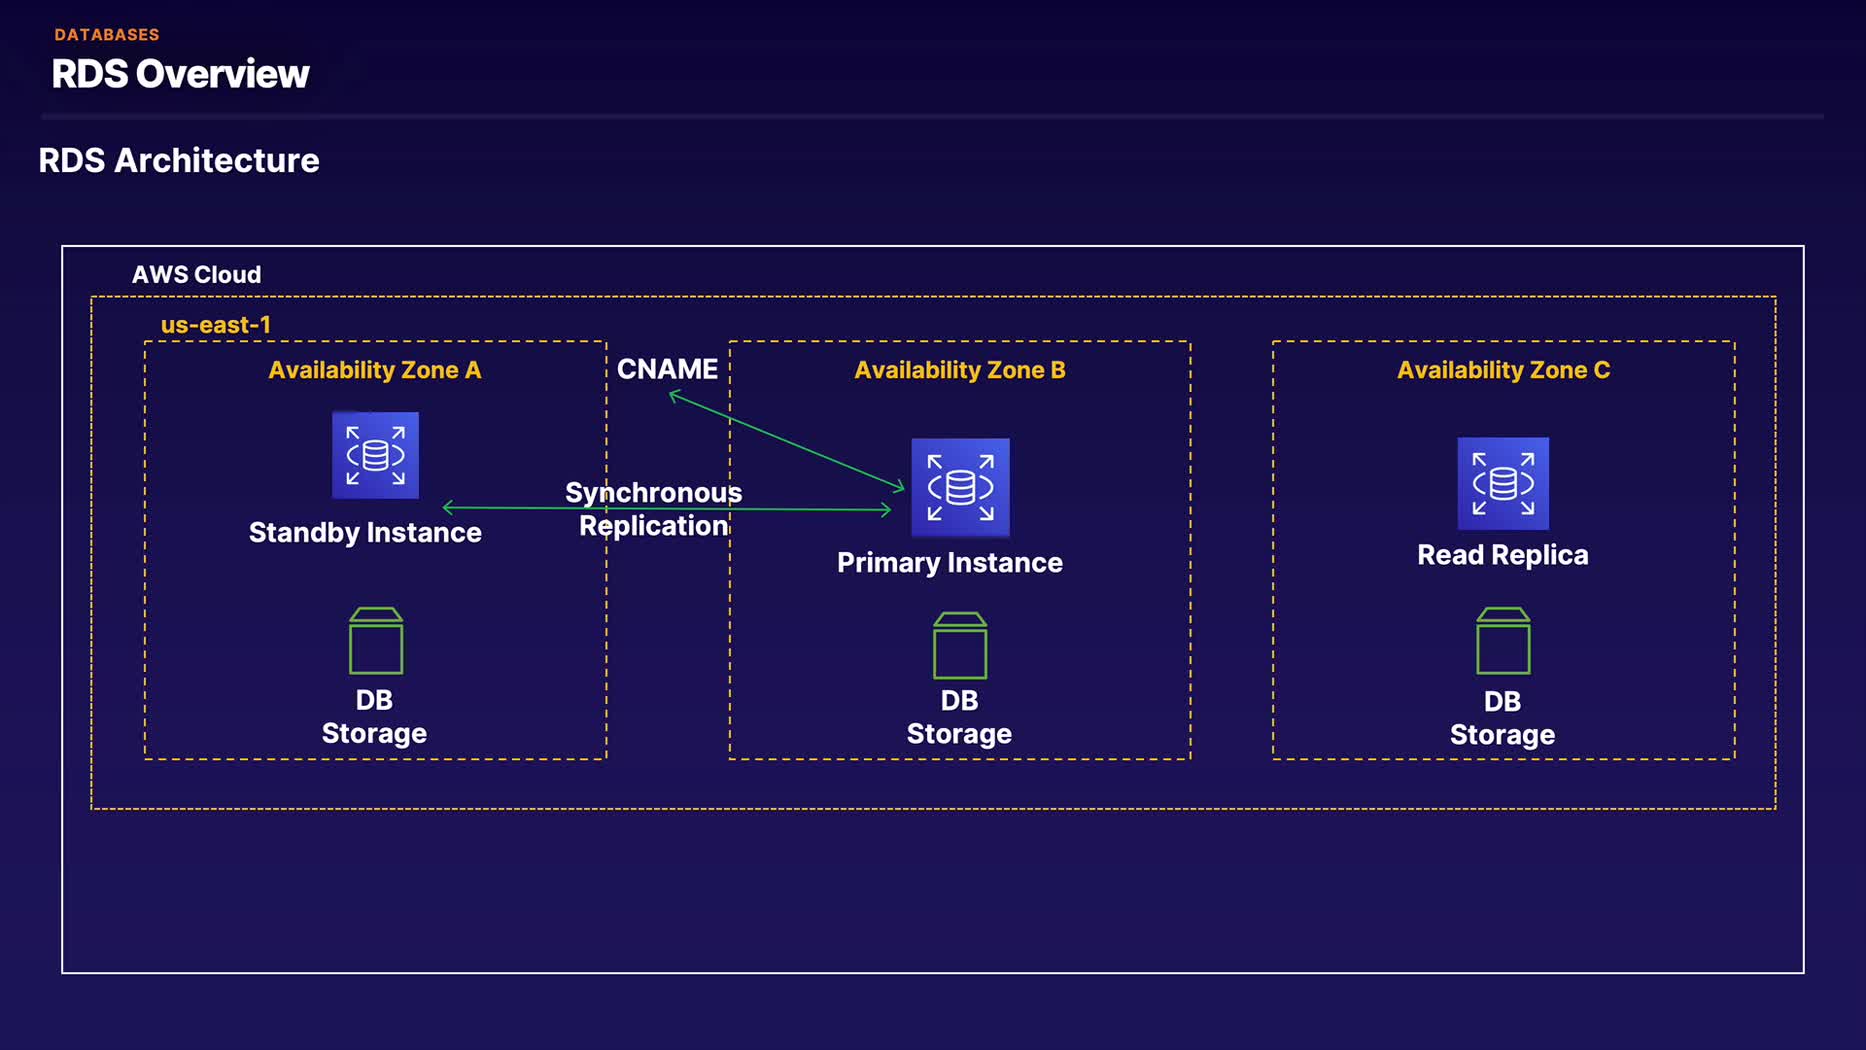 DATABASES
RDS Overview
RDS Architecture
AWS Cloud
us-east-1
Availability Zone A
CNAME
Availability Zone B
Availability Zone C
Synchronous
Replication
Standby Instance
Primary Instance
Read Replica
DB
Storage
DB
Storage
DB
Storage